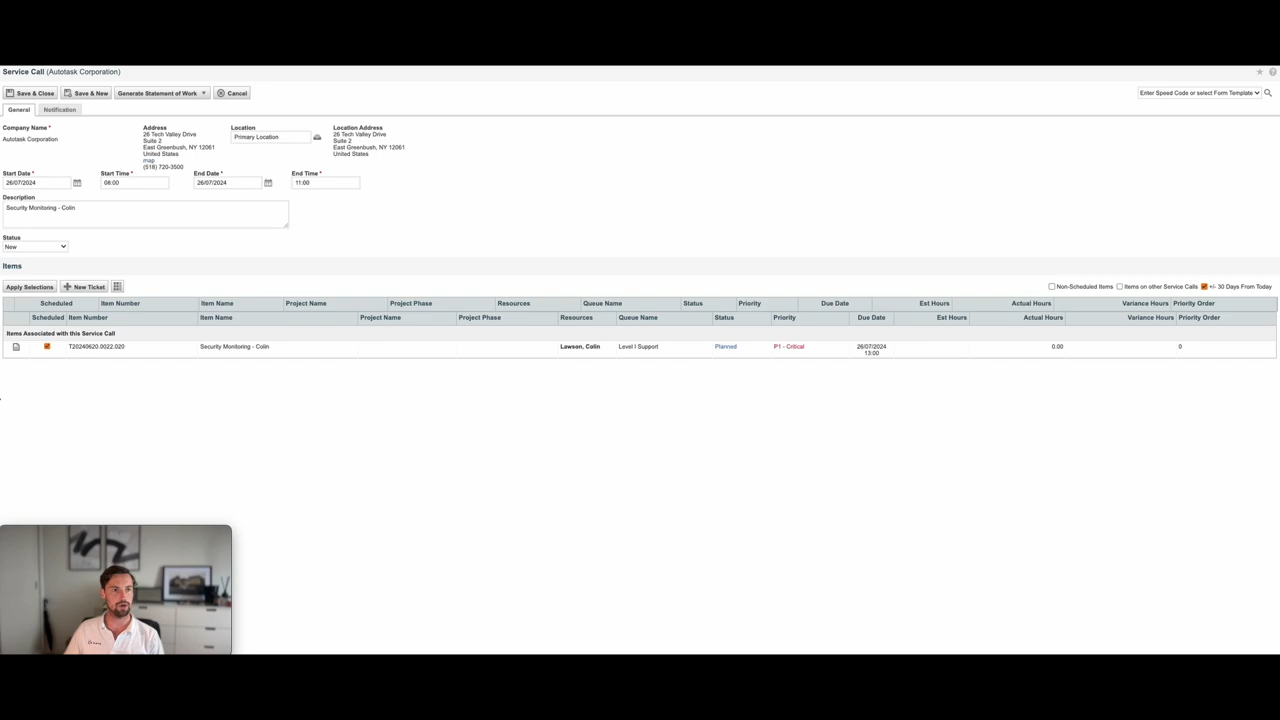 Service Call (Autotask Corporation)
Save & Close
Save & New
Generate Statement of Work
Cancel
Enter Speed Code or select Form Template
General
Notification
Company Name *
Autotask Corporation
Address
26 Tech Valley Drive
Suite 2
East Greenbush, NY 12061
United States
map
(518) 720-3500
Location
Primary Location
Location Address
26 Tech Valley Drive
Suite 2
East Greenbush, NY 12061
United States
Start Date *
26/07/2024
Start Time *
08:00
End Date *
26/07/2024
End Time *
11:00
Description
Security Monitoring - Colin
Status
New
Items
Apply Selections
New Ticket
Non-Scheduled Items
Items on other Service Calls
+/- 30 Days From Today
Scheduled Item Number Item Name Project Name Project Phase Resources Queue Name Status Priority Due Date Est Hours Actual Hours Variance Hours Priority Order
Scheduled Item Number Item Name Project Name Project Phase Resources Queue Name Status Priority Due Date Est Hours Actual Hours Variance Hours Priority Order
Items Associated with this Service Call
T20240620.0022.020 Security Monitoring - Colin Lawson, Colin Level I Support Planned P1 - Critical 26/07/2024 0.00 0
13:00